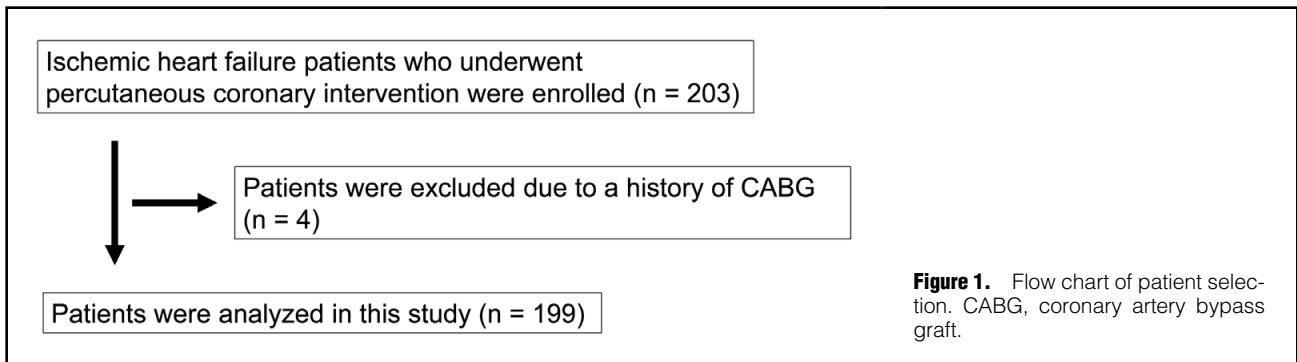 Ischemic heart failure patients who underwent
percutaneous coronary intervention were enrolled (n = 203)
Patients were excluded due to a history of CABG
(n = 4)
Patients were analyzed in this study (n = 199)
Figure 1. Flow chart of patient selec-
tion. CABG, coronary artery bypass
graft.